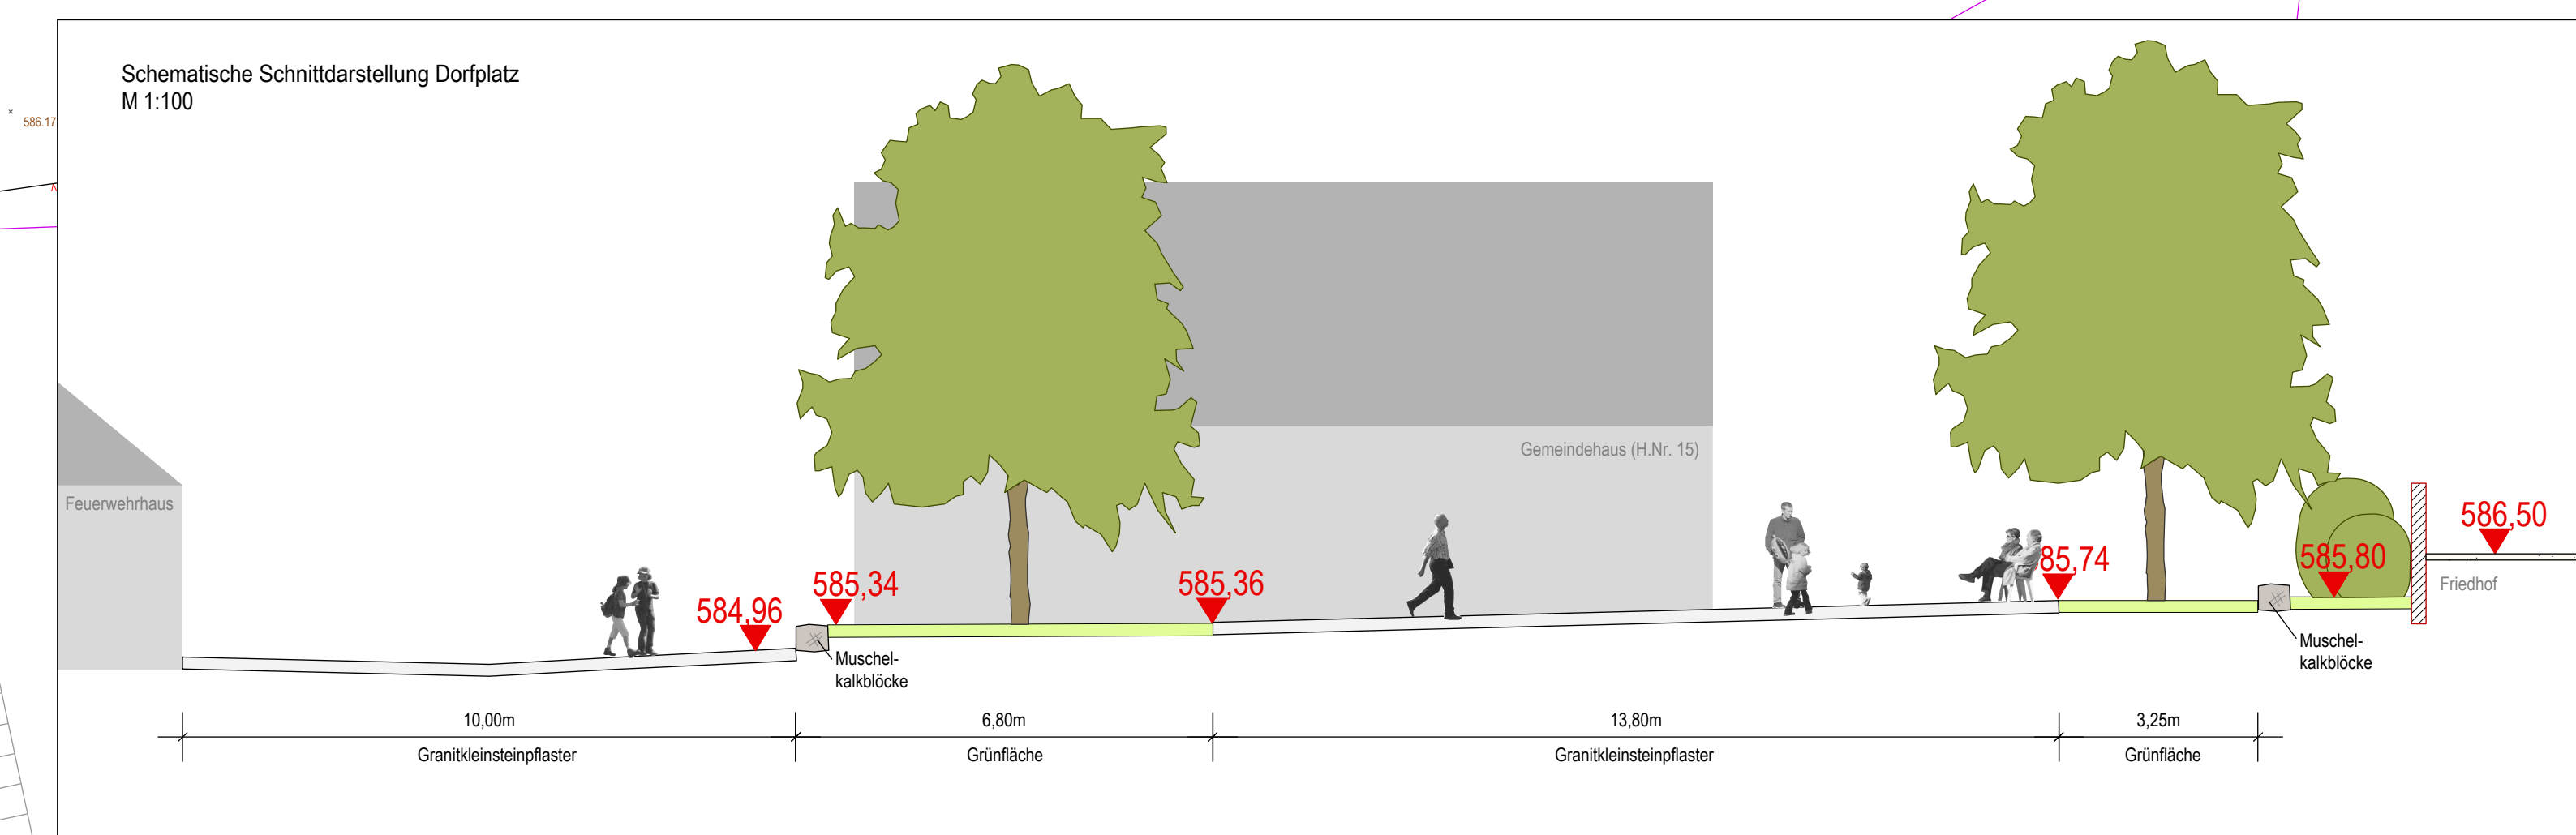 Schematische Schnittdarstellung Dorfplatz
M 1:100
586.17
Feuerwehrhaus
Gemeindehaus (H.Nr. 15)
584,96
585,34
585,36
85,74
585,80
586,50
Friedhof
Muschel-
kalkblöcke
Muschel-
kalkblöcke
10,00m
6,80m
13,80m
3,25m
Granitkleinsteinpflaster
Grünfläche
Granitkleinsteinpflaster
Grünfläche